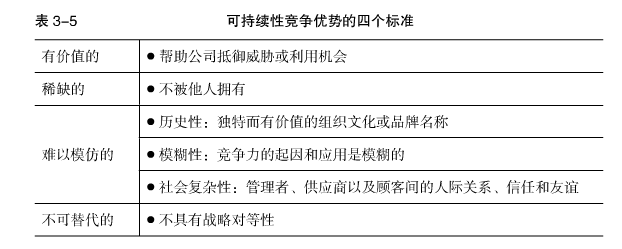 表 3-5 可持续性竞争优势的四个标准
有价值的 ● 帮助公司抵御威胁或利用机会
稀缺的 ● 不被他人拥有
● 历史性：独特而有价值的组织文化或品牌名称
难以模仿的 ● 模糊性：竞争力的起因和应用是模糊的
● 社会复杂性：管理者、供应商以及顾客间的人际关系、信任和友谊
不可替代的 ● 不具有战略对等性